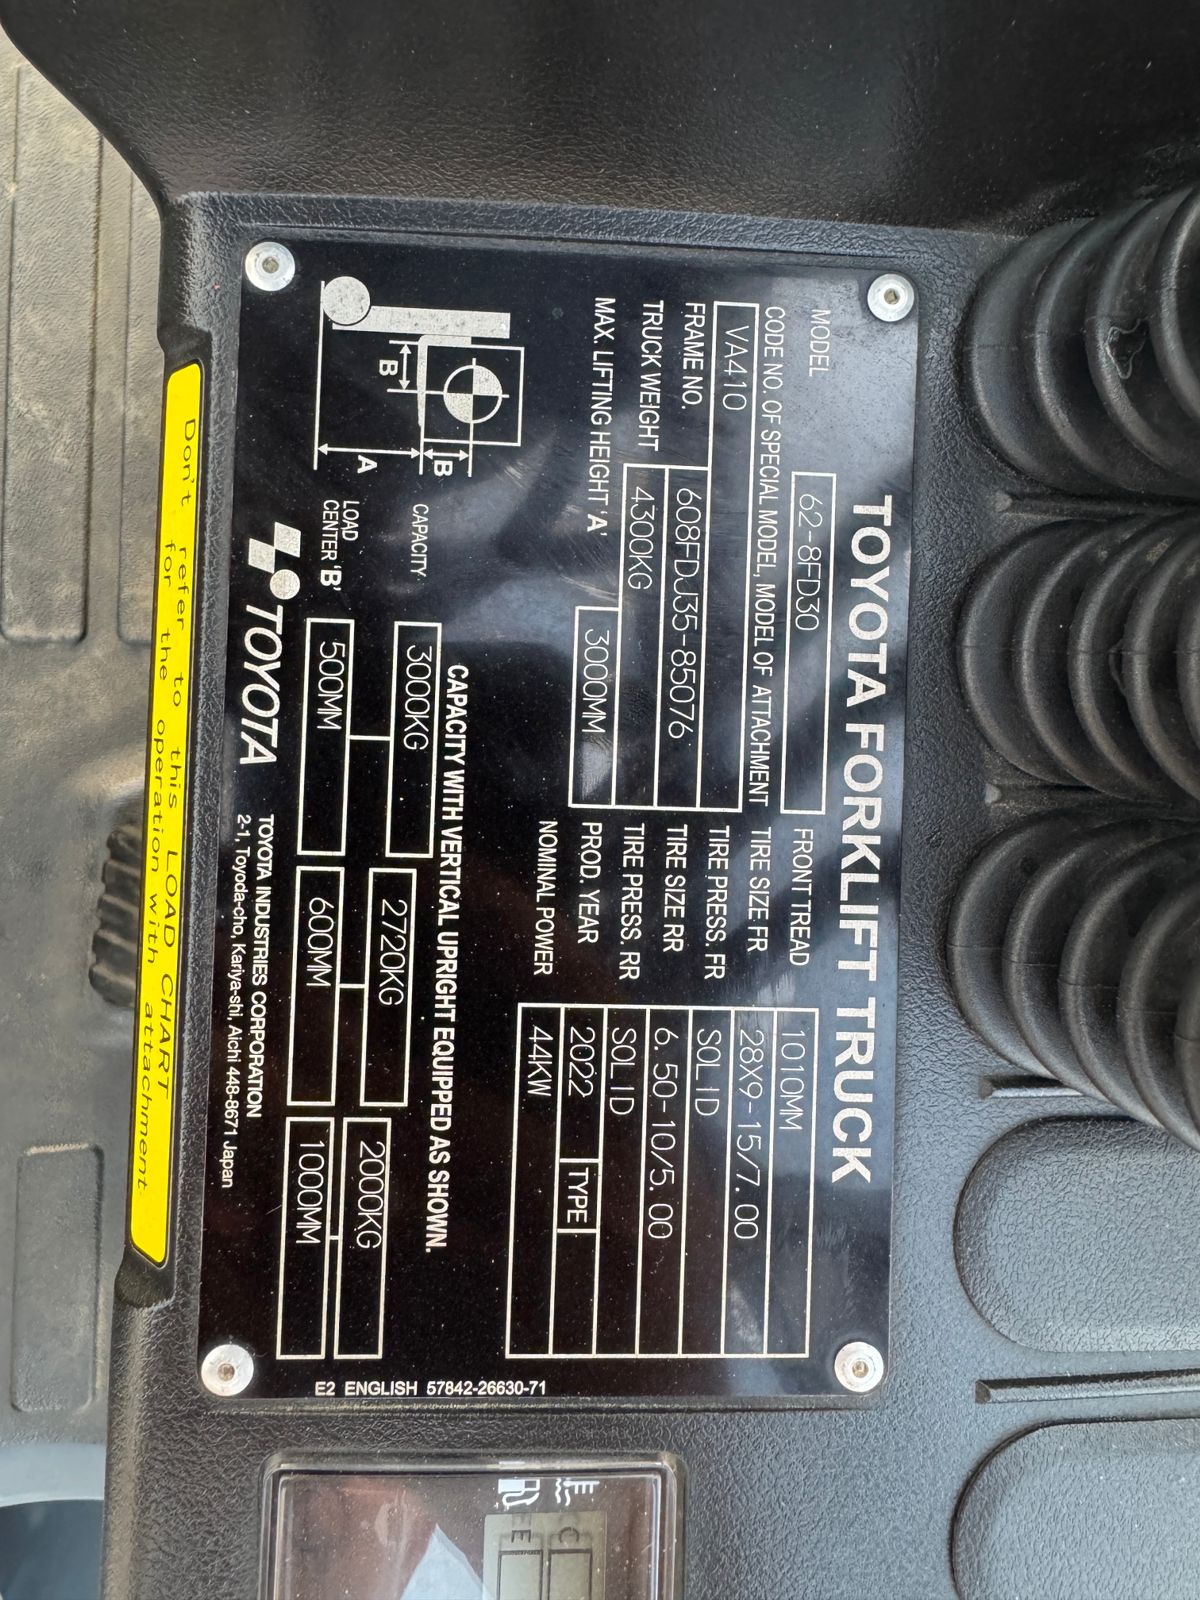 TOYOTA FORKLIFT TRUCK
MODEL 62-8FD30
CODE NO. OF SPECIAL MODEL, MODEL OF ATTACHMENT
VA410
FRAME NO. 608FDJ35-85076
TRUCK WEIGHT 4300KG
MAX. LIFTING HEIGHT 'A' 3000MM
FRONT TREAD 1010MM
TIRE SIZE FR 28X9-15/7.00
TIRE PRESS. FR SOLID
TIRE SIZE RR 6.50-10/5.00
TIRE PRESS. RR SOLID
PROD. YEAR 2022 TYPE
NOMINAL POWER 44KW
CAPACITY WITH VERTICAL UPRIGHT EQUIPPED AS SHOWN.
B
B
A
CAPACITY 3000KG 2720KG 2000KG
LOAD
CENTER 'B' 500MM 600MM 1000MM
TOYOTA
TOYOTA INDUSTRIES CORPORATION
2-1, Toyoda-cho, Kariya-shi, Aichi 448-8671 Japan
E2 ENGLISH 57842-26630-71
Don't refer to this LOAD CHART
for the operation with attachment.
C
E